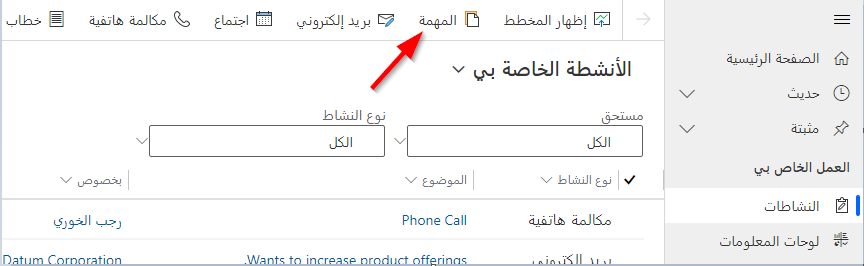 إظهار المخطط المهمة بريد إلكتروني اجتماع مكالمة هاتفية خطاب
الصفحة الرئيسية
حديث
مثبتة
العمل الخاص بي
النشاطات
لوحات المعلومات
الأنشطة الخاصة بي
مستحق نوع النشاط
الكل الكل
نوع النشاط الموضوع بخصوص
مكالمة هاتفية Phone Call رجب الخوري
بريد إلكتروني Wants to increase product offerings. Datum Corporation